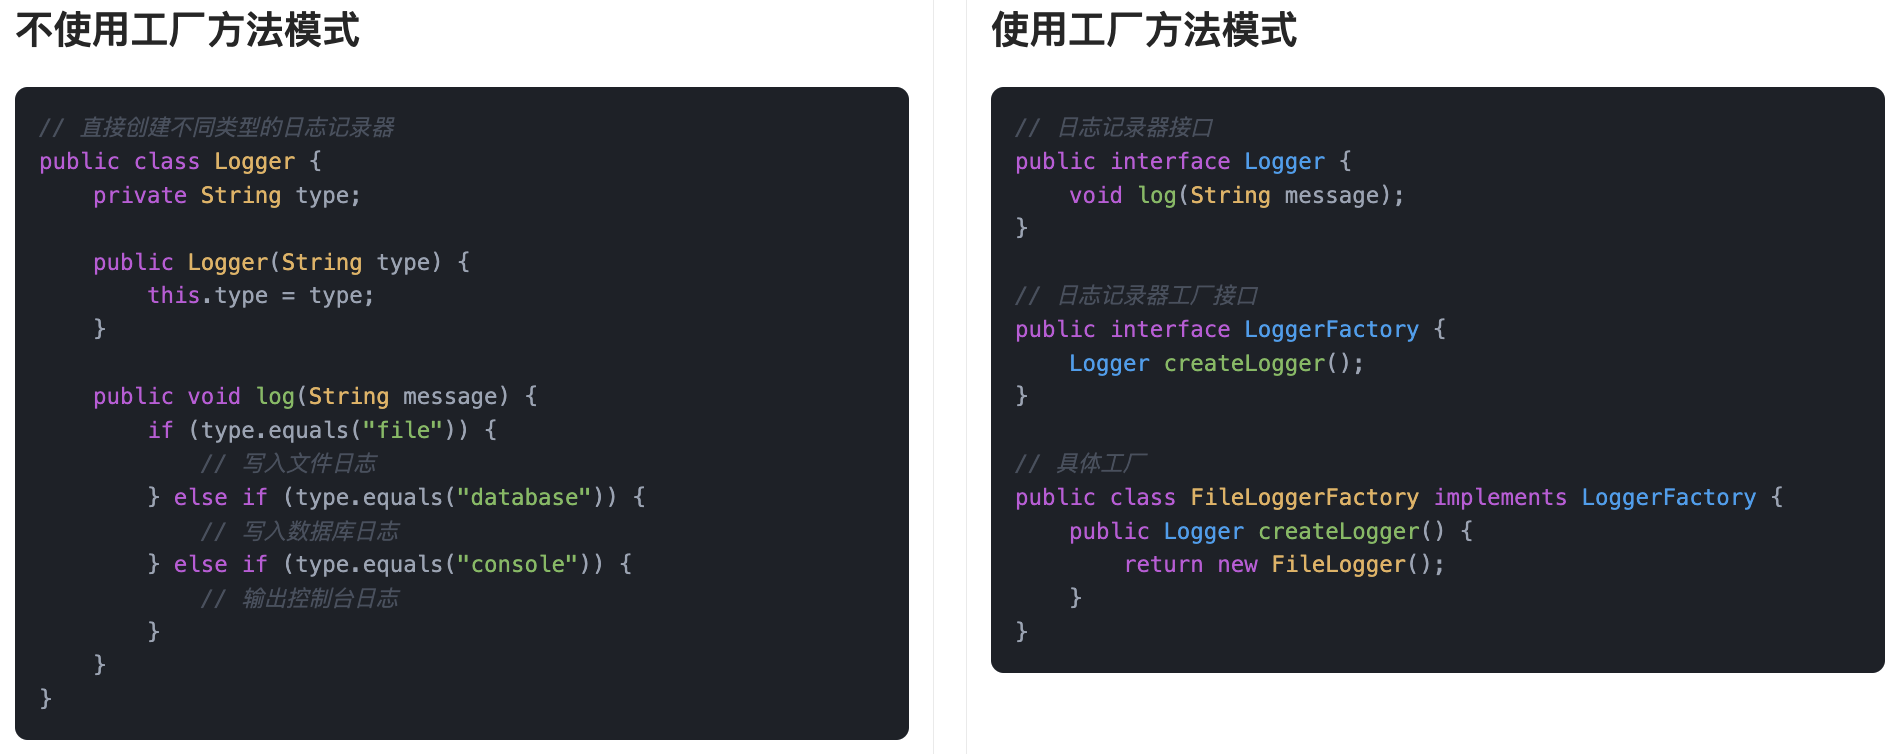 不使用工厂方法模式
// 直接创建不同类型的日志记录器
public class Logger {
    private String type;

    public Logger(String type) {
        this.type = type;
    }

    public void log(String message) {
        if (type.equals("file")) {
            // 写入文件日志
        } else if (type.equals("database")) {
            // 写入数据库日志
        } else if (type.equals("console")) {
            // 输出控制台日志
        }
    }
}
使用工厂方法模式
// 日志记录器接口
public interface Logger {
    void log(String message);
}

// 日志记录器工厂接口
public interface LoggerFactory {
    Logger createLogger();
}

// 具体工厂
public class FileLoggerFactory implements LoggerFactory {
    public Logger createLogger() {
        return new FileLogger();
    }
}